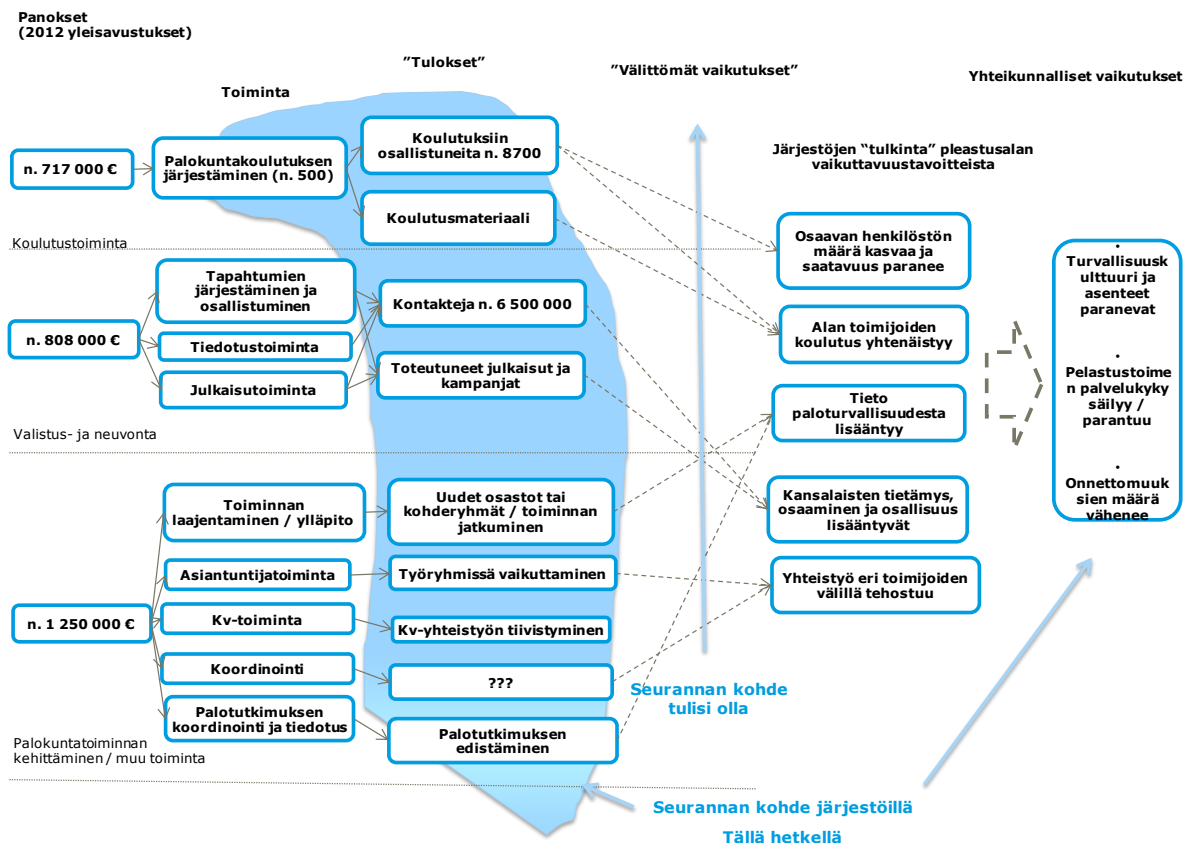 Panokset
(2012 yleisavustukset)
"Tulokset"
"Välittömät vaikutukset"
Yhteikunnalliset vaikutukset
Toiminta
n. 717 000 €
Palokuntakoulutuksen
järjestäminen (n. 500)
Koulutuksiin
osallistuneita n. 8700
Koulutusmateriaali
Järjestöjen “tulkinta” pleastusalan
vaikuttavuustavoitteista
Osaavan henkilöstön
määrä kasvaa ja
saatavuus paranee
Koulutustoiminta
Tapahtumien
järjestäminen ja
osallistuminen
n. 808 000 €
Tiedotustoiminta
Julkaisutoiminta
Kontakteja n. 6 500 000
Toteutuneet julkaisut ja
kampanjat
Alan toimijoiden
koulutus yhtenäistyy
Tieto
paloturvallisuudesta
lisääntyy
Valistus- ja neuvonta
•
Turvallisuusk
ulttuuri ja
asenteet
paranevat
•
Pelastustoime
n palvelukyky
säilyy /
parantuu
•
Onnettomuuk
sien määrä
vähenee
Toiminnan
laajentaminen / ylläpito
Uudet osastot tai
kohderyhmät / toiminnan
jatkuminen
Kansalaisten tietämys,
osaaminen ja osallisuus
lisääntyvät
Asiantuntijatoiminta
Työryhmissä vaikuttaminen
Yhteistyö eri toimijoiden
välillä tehostuu
n. 1 250 000 €
Kv-toiminta
Kv-yhteistyön tiivistyminen
Koordinointi
???
Palotutkimuksen
koordinointi ja tiedotus
Palotutkimuksen
edistäminen
Seurannan kohde
tulisi olla
Palokuntatoiminnan
kehittäminen / muu toiminta
Seurannan kohde järjestöillä
Tällä hetkellä